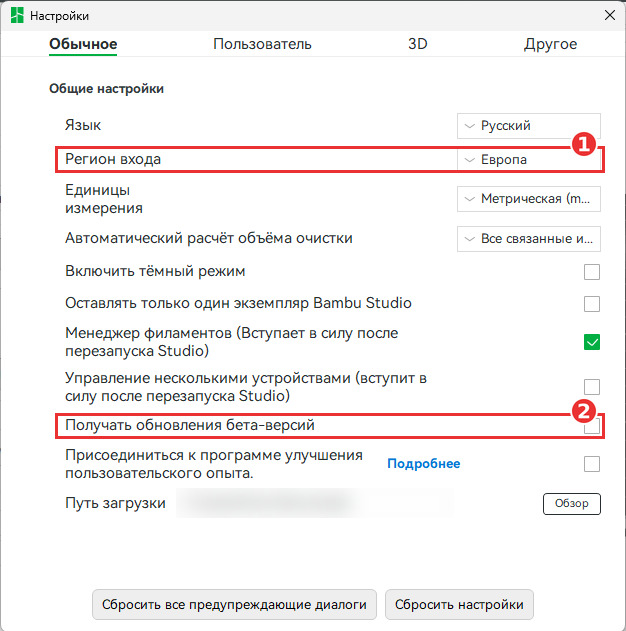 Настройки
Обычное Пользователь 3D Другое
Общие настройки
Язык Русский
1
Регион входа Европа
Единицы
измерения
Метрическая (m...
Автоматический расчёт объёма очистки Все связанные и...
Включить тёмный режим
Оставлять только один экземпляр Bambu Studio
Менеджер филаментов (Вступает в силу после
перезапуска Studio)
Управление несколькими устройствами (вступит в
силу после перезапуска Studio)
2
Получать обновления бета-версий
Присоединиться к программе улучшения
пользовательского опыта.
Подробнее
Путь загрузки Обзор
Сбросить все предупреждающие диалоги Сбросить настройки